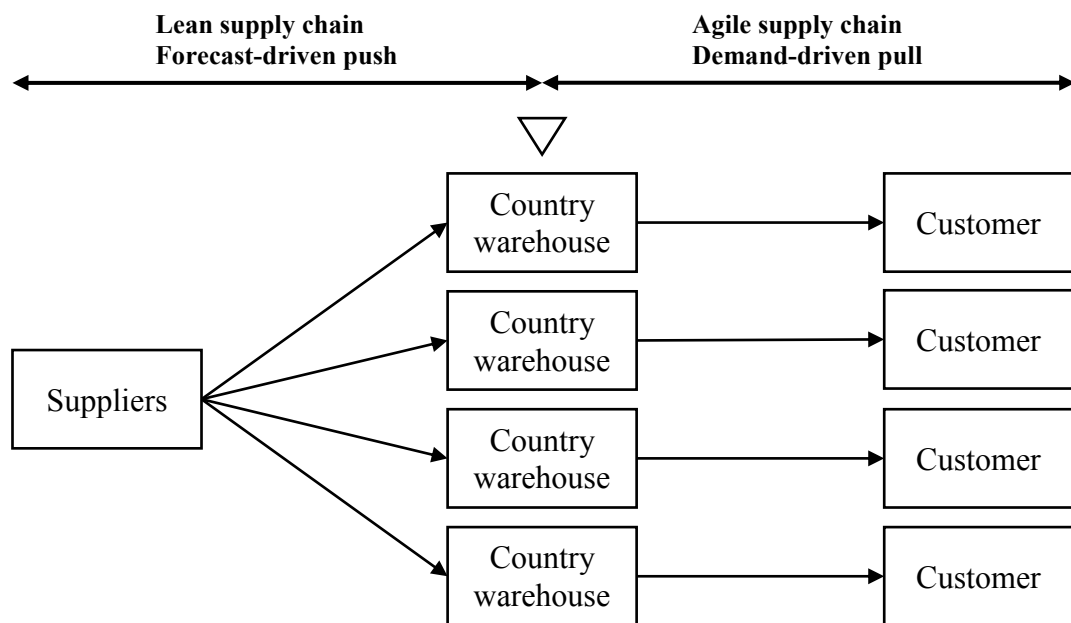 Lean supply chain
Forecast-driven push
Agile supply chain
Demand-driven pull
Country
warehouse
Customer
Country
warehouse
Customer
Suppliers
Country
warehouse
Customer
Country
warehouse
Customer